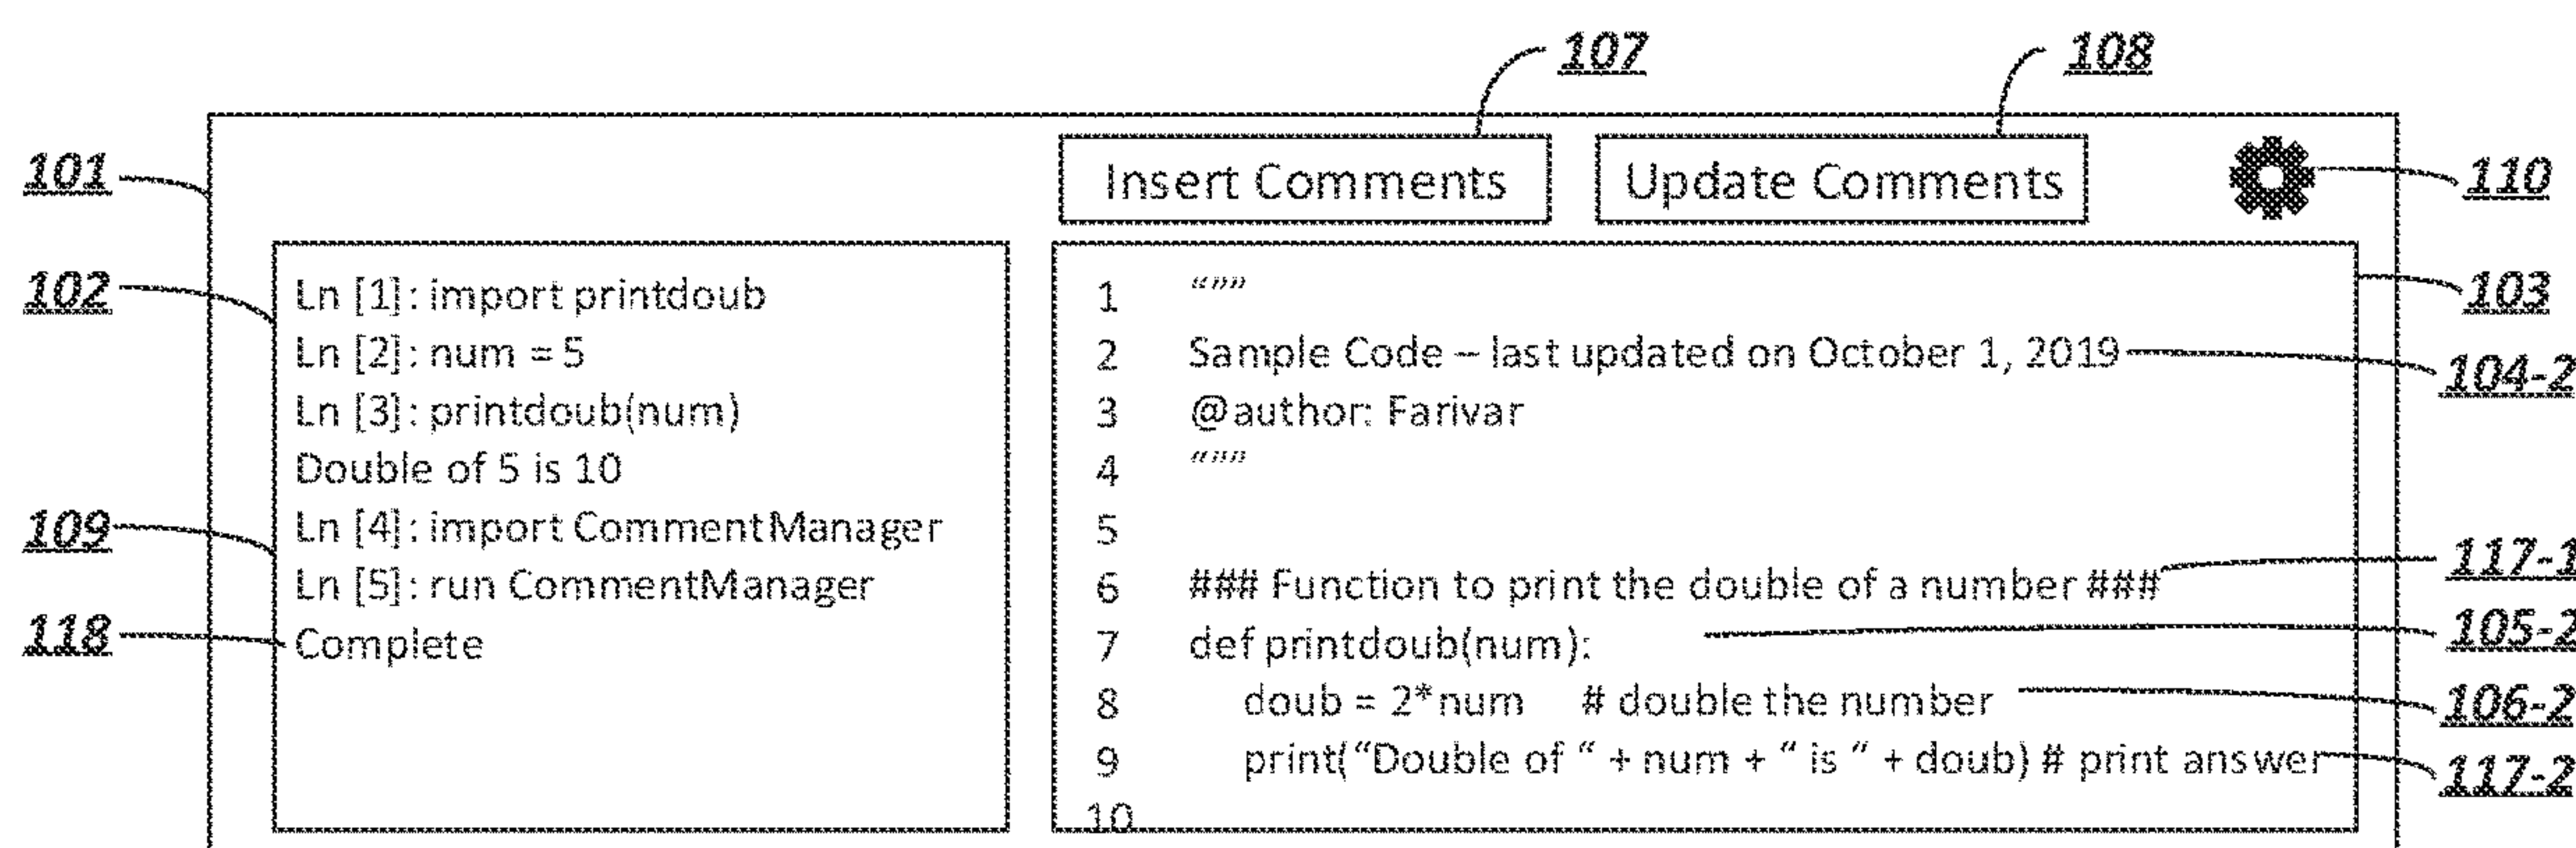 107 108
101 Insert Comments Update Comments 110
102 103
Ln [1]: import printdoub
Ln [2]: num = 5
Ln [3]: printdoub(num)
Double of 5 is 10
109 Ln [4]: import CommentManager
Ln [5]: run CommentManager
118 Complete
1 “””
2 Sample Code – last updated on October 1, 2019 104-2
3 @author: Farivar
4 “””
5
6 ### Function to print the double of a number ### 117-1
7 def printdoub(num): 105-2
8 doub = 2*num # double the number 106-2
9 print(“Double of “ + num + “ is “ + doub) # print answer 117-2
10